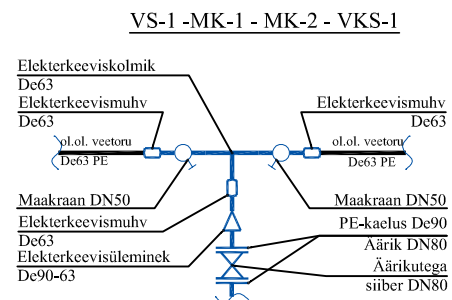 VS-1 -MK-1 - MK-2 - VKS-1
Elekterkeeviskolmik
De63
Elekterkeevismuhv
De63
Elekterkeevismuhv
De63
ol.ol. veetoru
De63 PE
ol.ol. veetoru
De63 PE
Maakraan DN50
Maakraan DN50
Elekterkeevismuhv
De63
PE-kaelus De90
Äärik DN80
Elekterkeevisüleminek
De90-63
Äärikutega
siiber DN80